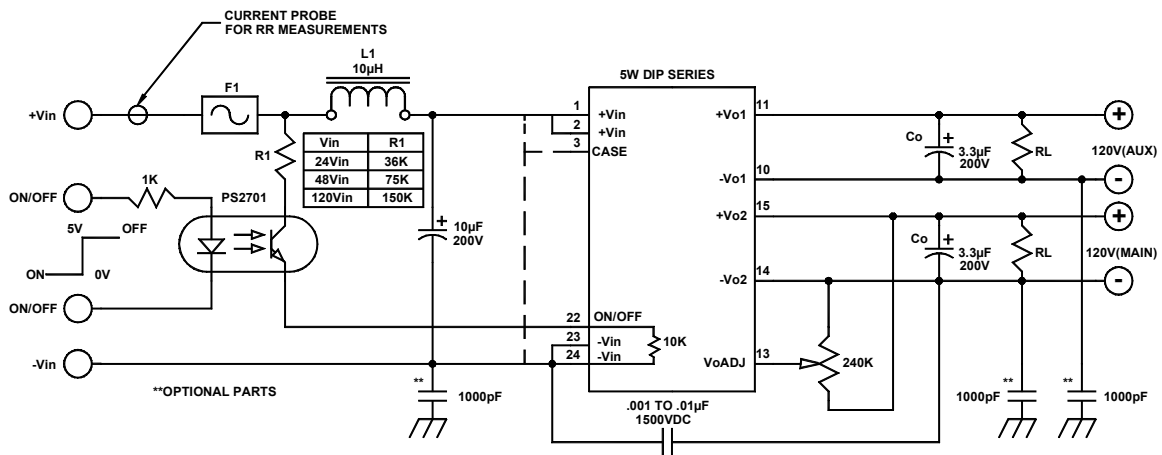 CURRENT PROBE
FOR RR MEASUREMENTS
L1
10µH
5W DIP SERIES
F1
+Vin
1
+Vin
2
+Vin
3
CASE
11
+Vo1
Co
+
3.3µF
200V
RL
+
120V(AUX)
-
10
-Vo1
R1
Vin R1
24Vin 36K
48Vin 75K
120Vin 150K
1K
ON/OFF
PS2701
5V
OFF
ON
0V
ON/OFF
+
10µF
200V
15
+Vo2
Co
+
3.3µF
200V
RL
+
120V(MAIN)
-
14
-Vo2
22
ON/OFF
23
-Vin
24
-Vin
10K
VoADJ
13
240K
-Vin
**OPTIONAL PARTS
**
1000pF
.001 TO .01µF
1500VDC
**
1000pF
**
1000pF